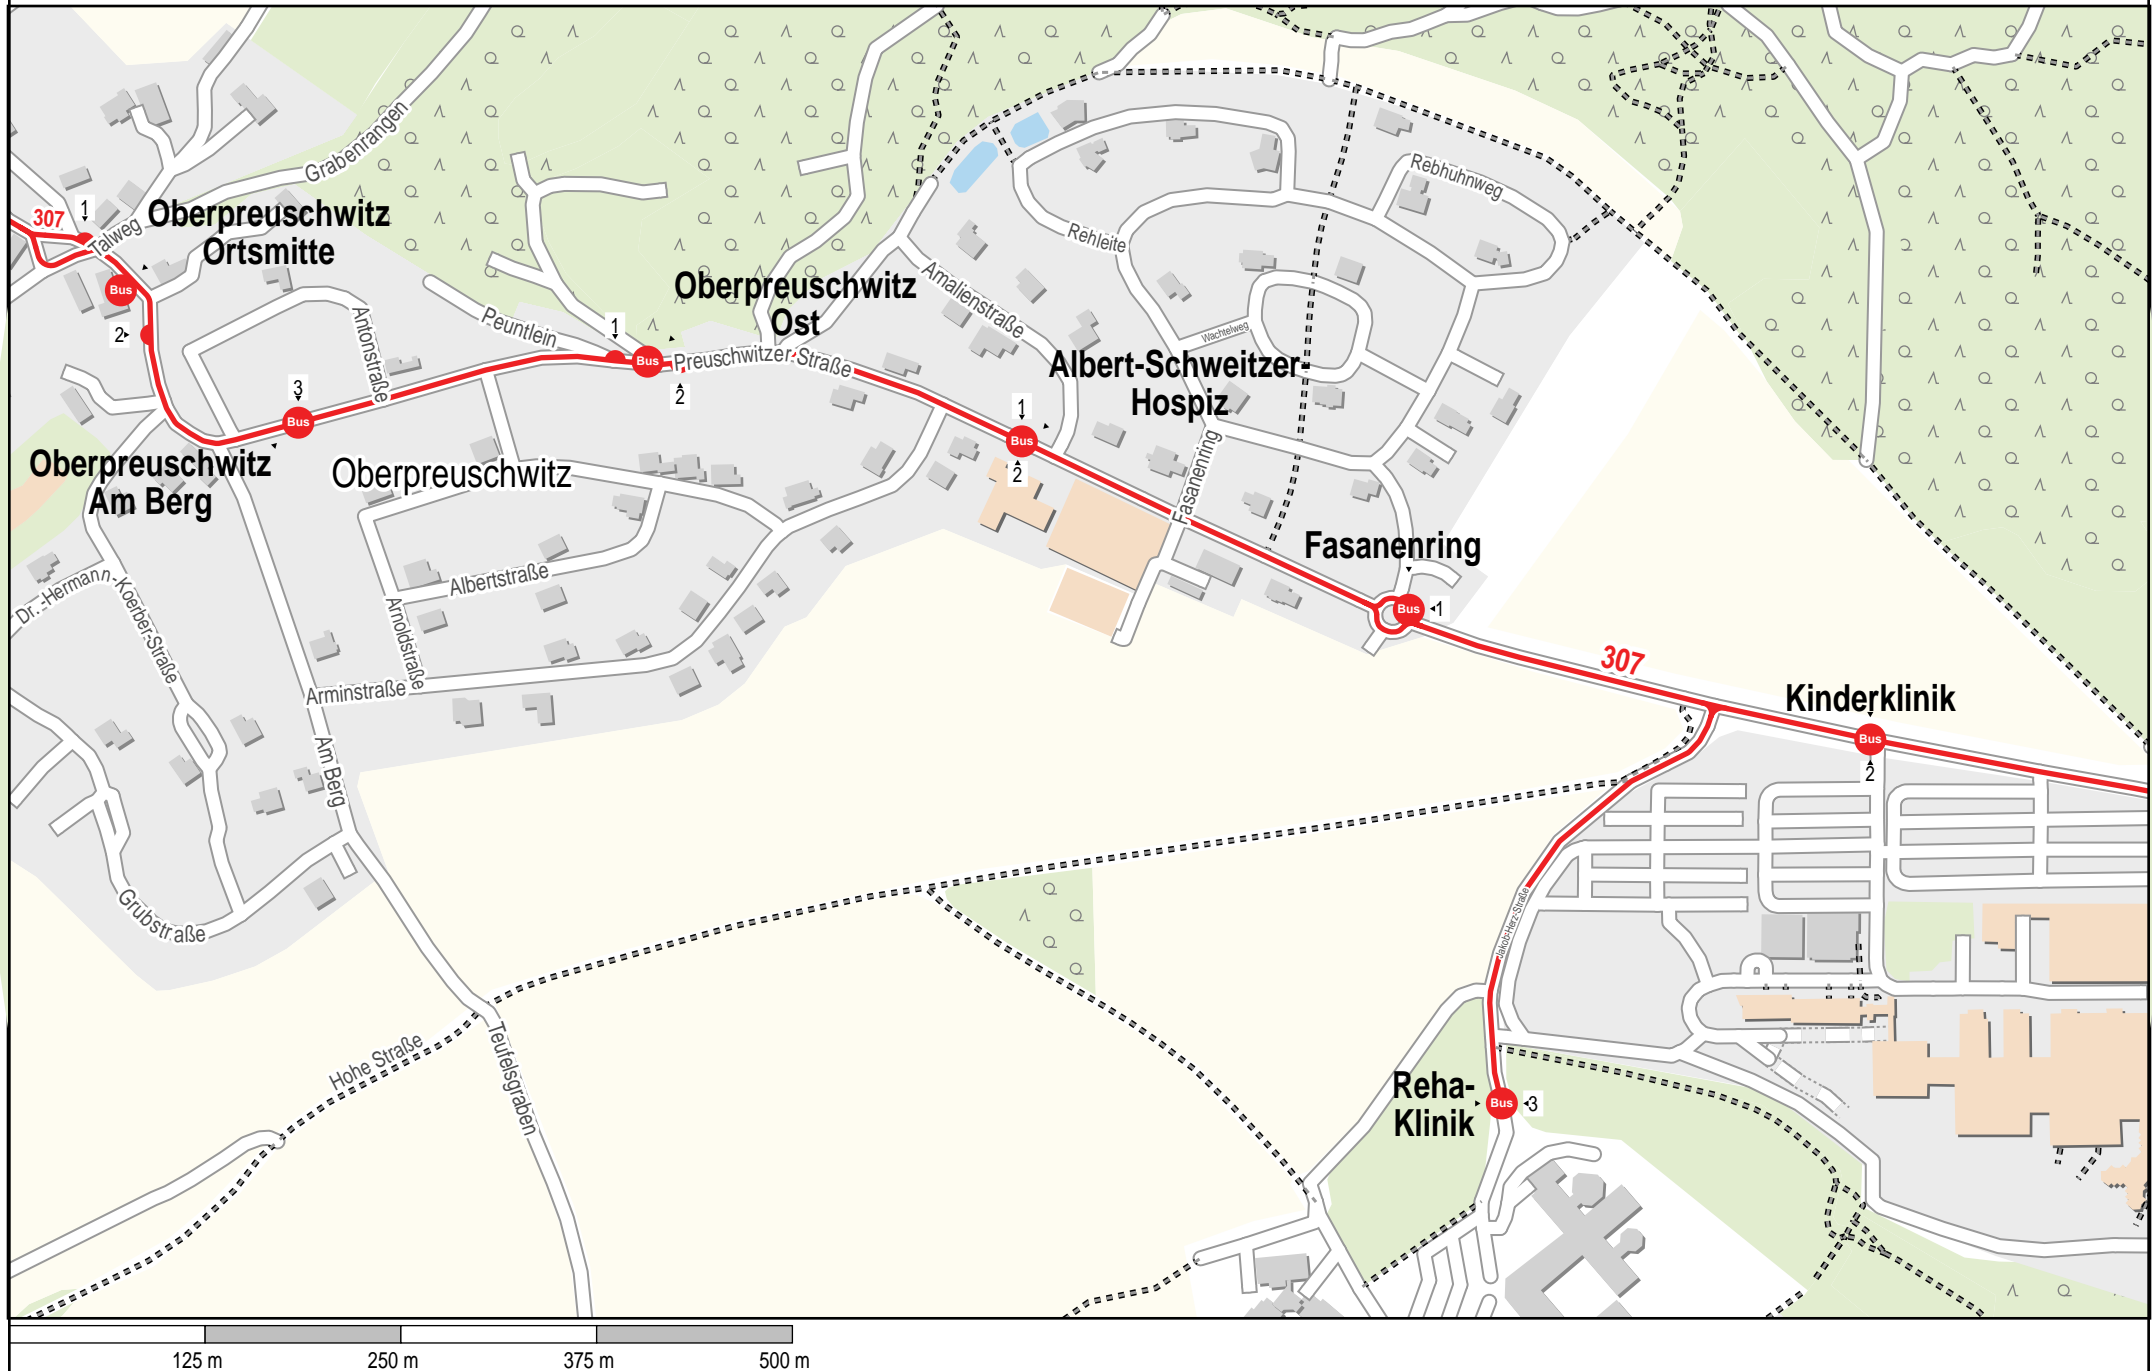 Grabenrangen
Rebhuhnweg
1
307
Talweg
Oberpreuschwitz
Ortsmitte
Bus
2
Rehleite
Amalienstraße
Oberpreuschwitz
Ost
Antonstraße
Peuntlein
1
Bus
Preuschwitzer-Straße
2
Wachtelweg
Albert-Schweitzer-
Hospiz
3
Bus
1
Bus
2
Fasanenring
Oberpreuschwitz
Am Berg
Oberpreuschwitz
Fasanenring
Bus
1
Albertstraße
Arnoldstraße
Dr.-Hermann-Koerber-Straße
Arminstraße
307
Kinderklinik
Bus
2
Am Berg
Grubstraße
Jakob-Herz-Straße
Hohe Straße
Teufelsgraben
Reha-
Klinik
Bus
3
125 m
250 m
375 m
500 m